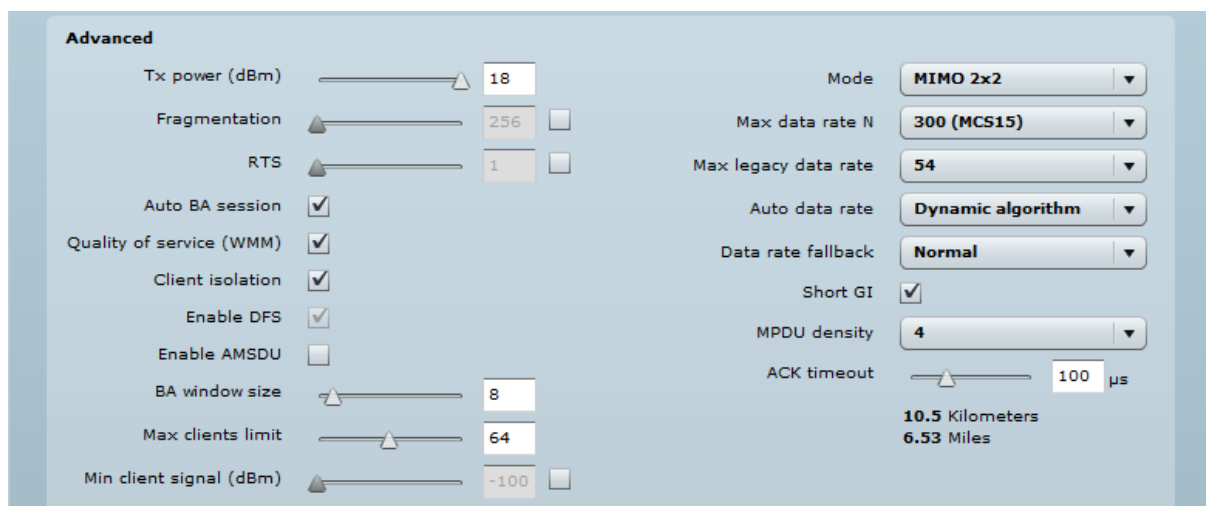 Advanced
Tx power (dBm) 18
Fragmentation 256
RTS 1
Auto BA session
Quality of service (WMM)
Client isolation
Enable DFS
Enable AMSDU
BA window size 8
Max clients limit 64
Min client signal (dBm) -100
Mode MIMO 2x2
Max data rate N 300 (MCS15)
Max legacy data rate 54
Auto data rate Dynamic algorithm
Data rate fallback Normal
Short GI
MPDU density 4
ACK timeout 100 µs
10.5 Kilometers
6.53 Miles